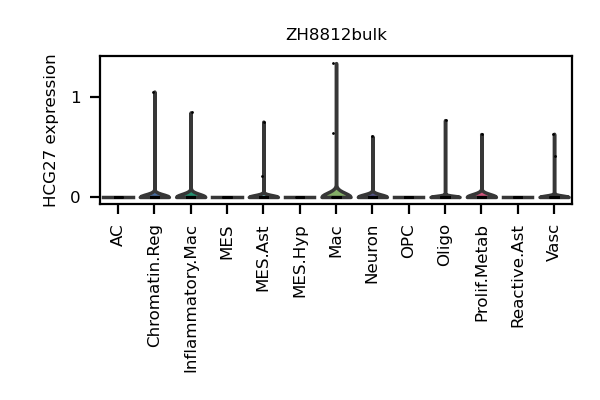 ZH8812bulk
HCG27 expression
1
0
AC
Chromatin.Reg
Inflammatory.Mac
MES
MES.Ast
MES.Hyp
Mac
Neuron
OPC
Oligo
Prolif.Metab
Reactive.Ast
Vasc